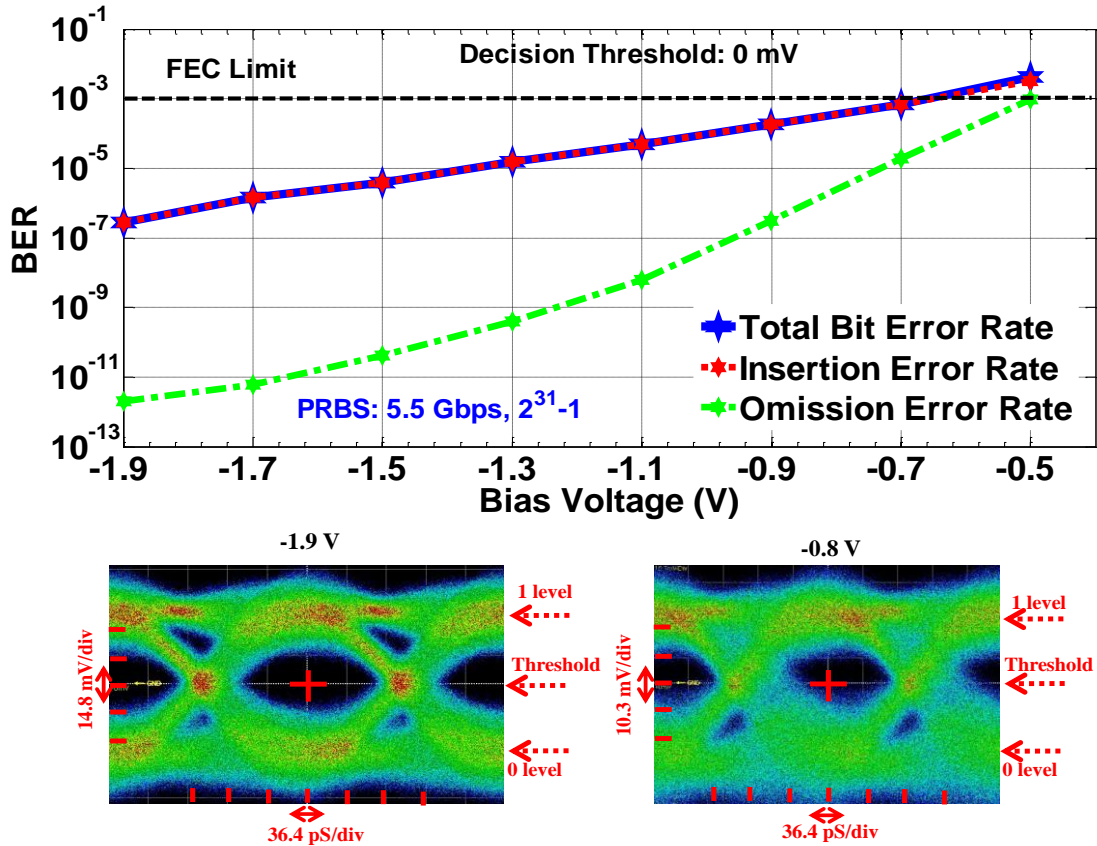 10^-1
Decision Threshold: 0 mV
FEC Limit
10^-3
10^-5
10^-7
BER
10^-9
Total Bit Error Rate
Insertion Error Rate
10^-11
Omission Error Rate
PRBS: 5.5 Gbps, 2^31-1
10^-13
-1.9 -1.7 -1.5 -1.3 -1.1 -0.9 -0.7 -0.5
Bias Voltage (V)
-1.9 V
1 level
Threshold
14.8 mV/div
GND
0 level
36.4 pS/div
-0.8 V
1 level
Threshold
10.3 mV/div
GND
0 level
36.4 pS/div